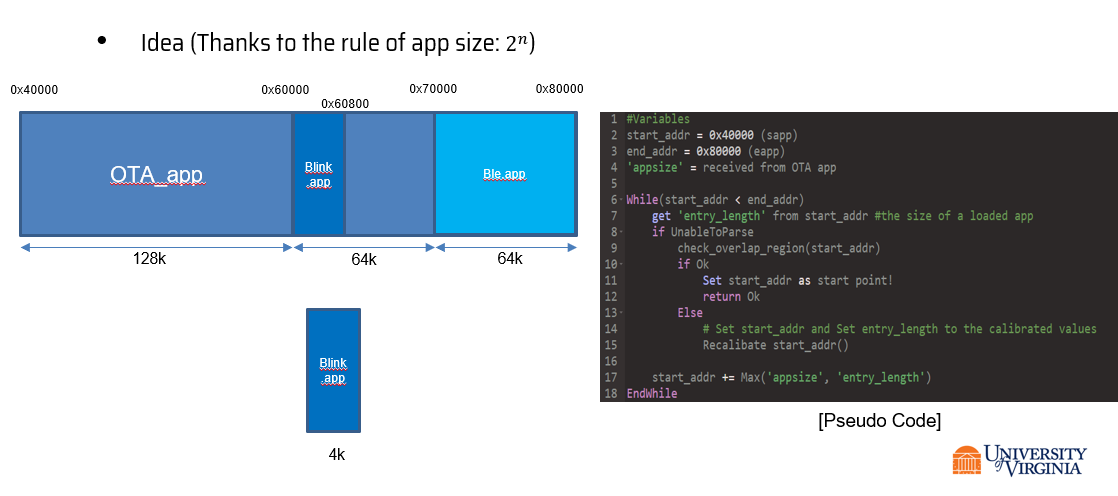 • Idea (Thanks to the rule of app size: 2ⁿ)
0x40000 0x60000 0x70000 0x80000
0x60800
OTA_app
Blink
app
Ble app
128k 64k 64k
Blink
app
4k
1 #Variables
2 start_addr = 0x40000 (sapp)
3 end_addr = 0x80000 (eapp)
4 'appsize' = received from OTA app
5
6 While(start_addr < end_addr)
7 get 'entry_length' from start_addr #the size of a loaded app
8 if UnableToParse
9 check_overlap_region(start_addr)
10 if Ok
11 Set start_addr as start point!
12 return Ok
13 Else
14 # Set start_addr and Set entry_length to the calibrated values
15 Recalibate start_addr()
16
17 start_addr += Max('appsize', 'entry_length')
18 EndWhile
[Pseudo Code]
UNIVERSITY
of VIRGINIA